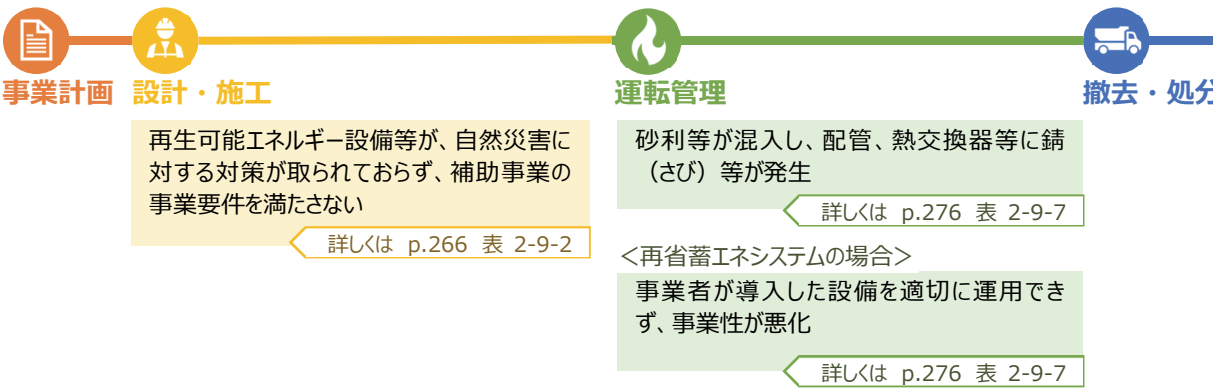 事業計画 設計・施工 運転管理 撤去・処分
再生可能エネルギー設備等が、自然災害に
対する対策が取られておらず、補助事業の
事業要件を満たさない
詳しくは p.266 表 2-9-2
砂利等が混入し、配管、熱交換器等に錆
（さび）等が発生
詳しくは p.276 表 2-9-7
＜再省蓄エネシステムの場合＞
事業者が導入した設備を適切に運用でき
ず、事業性が悪化
詳しくは p.276 表 2-9-7